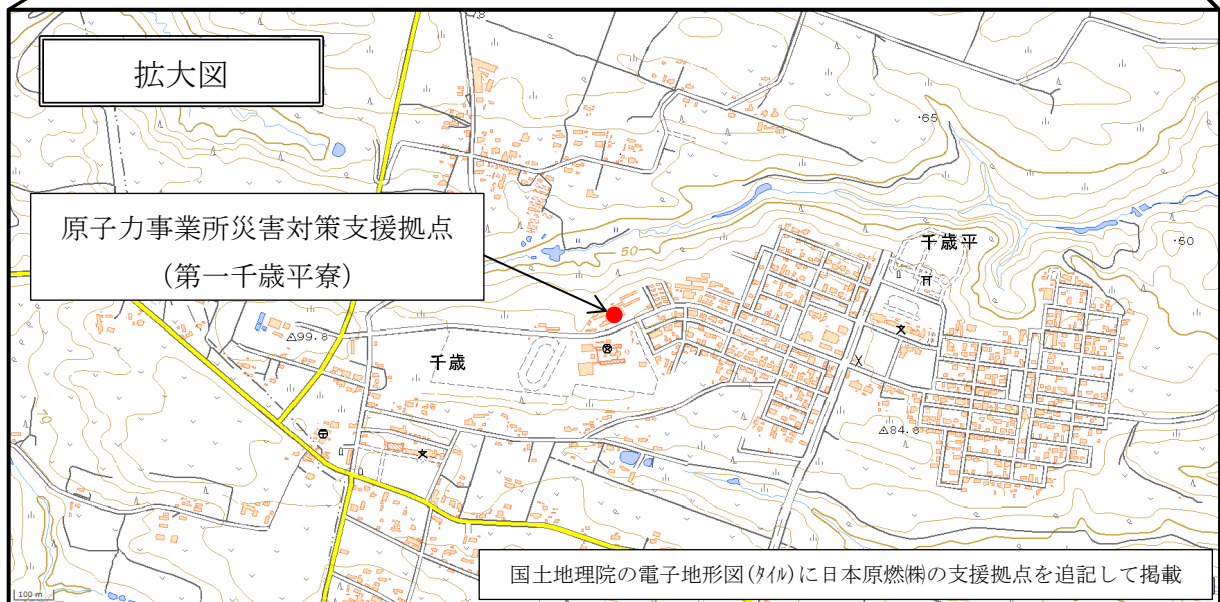 拡大図
･65
原子力事業所災害対策支援拠点
(第一千歳平寮)
千歳平
50
･50
99.8
千歳
84.8
国土地理院の電子地形図(ﾀｲﾙ)に日本原燃㈱の支援拠点を追記して掲載
100 m